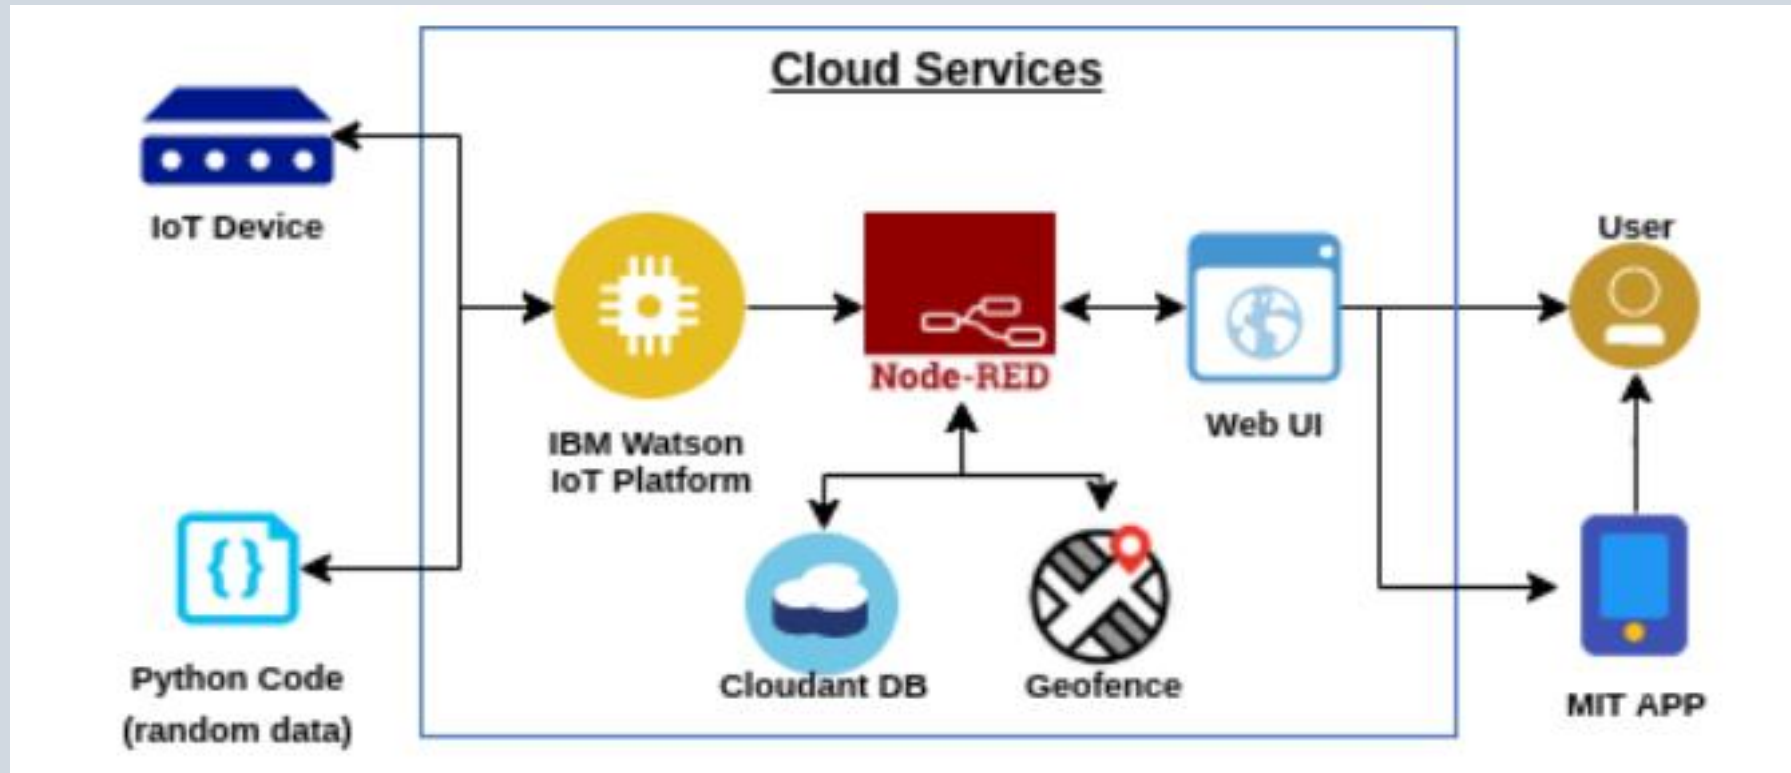 Cloud Services
IoT Device
User
Node-RED
Web UI
IBM Watson
IoT Platform
Python Code
(random data)
{}
Cloudant DB
Geofence
MIT APP